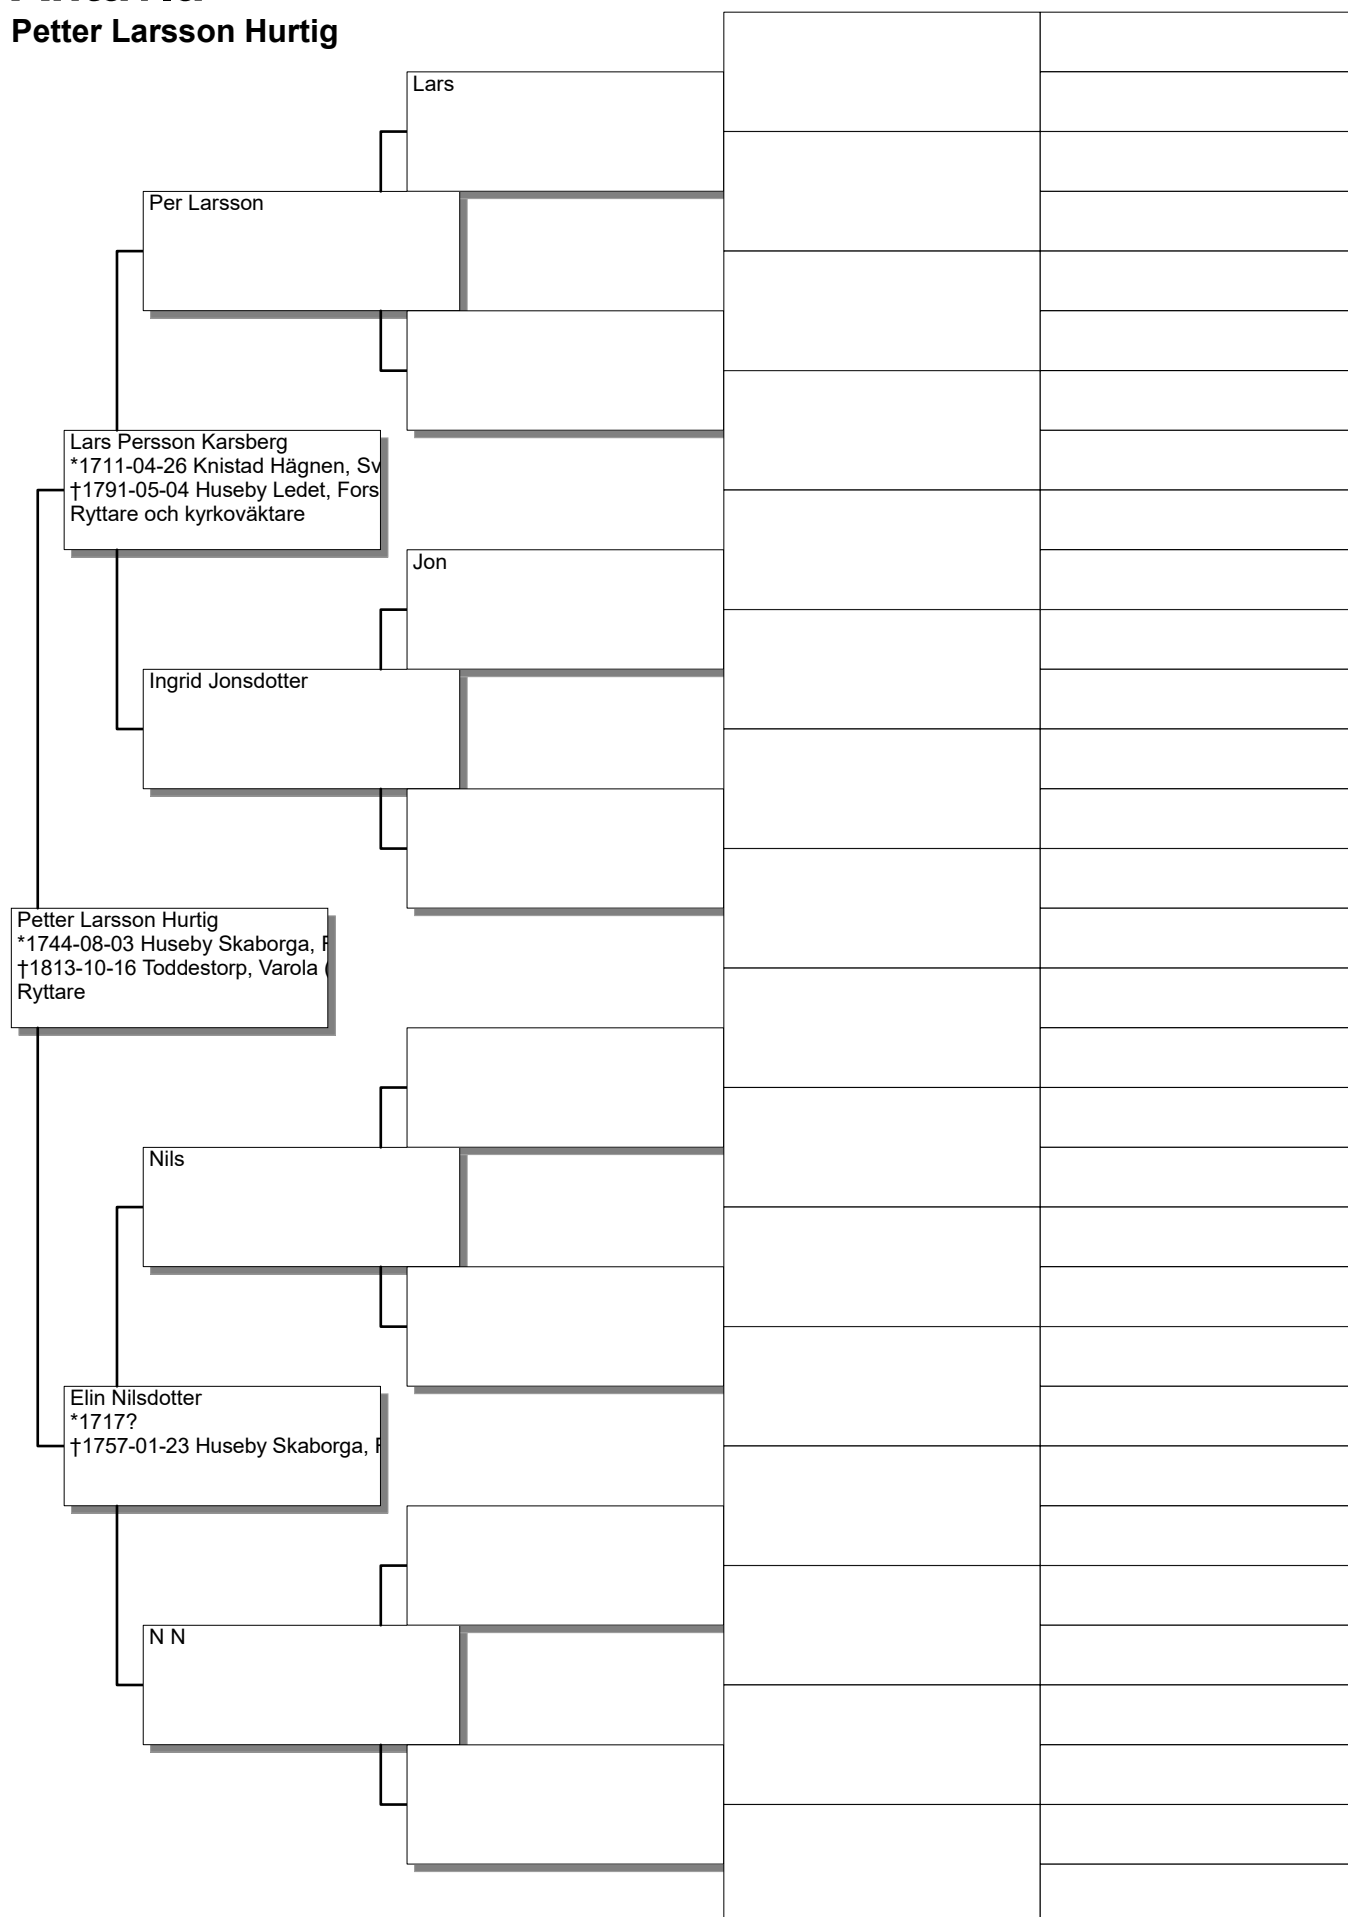 Petter Larsson Hurtig
Lars
Per Larsson
Lars Persson Karsberg
*1711-04-26 Knistad Hägnen, Sv
†1791-05-04 Huseby Ledet, Fors
Ryttare och kyrkoväktare
Jon
Ingrid Jonsdotter
Petter Larsson Hurtig
*1744-08-03 Huseby Skaborga, F
†1813-10-16 Toddestorp, Varola (
Ryttare
Nils
Elin Nilsdotter
*1717?
†1757-01-23 Huseby Skaborga, F
N N